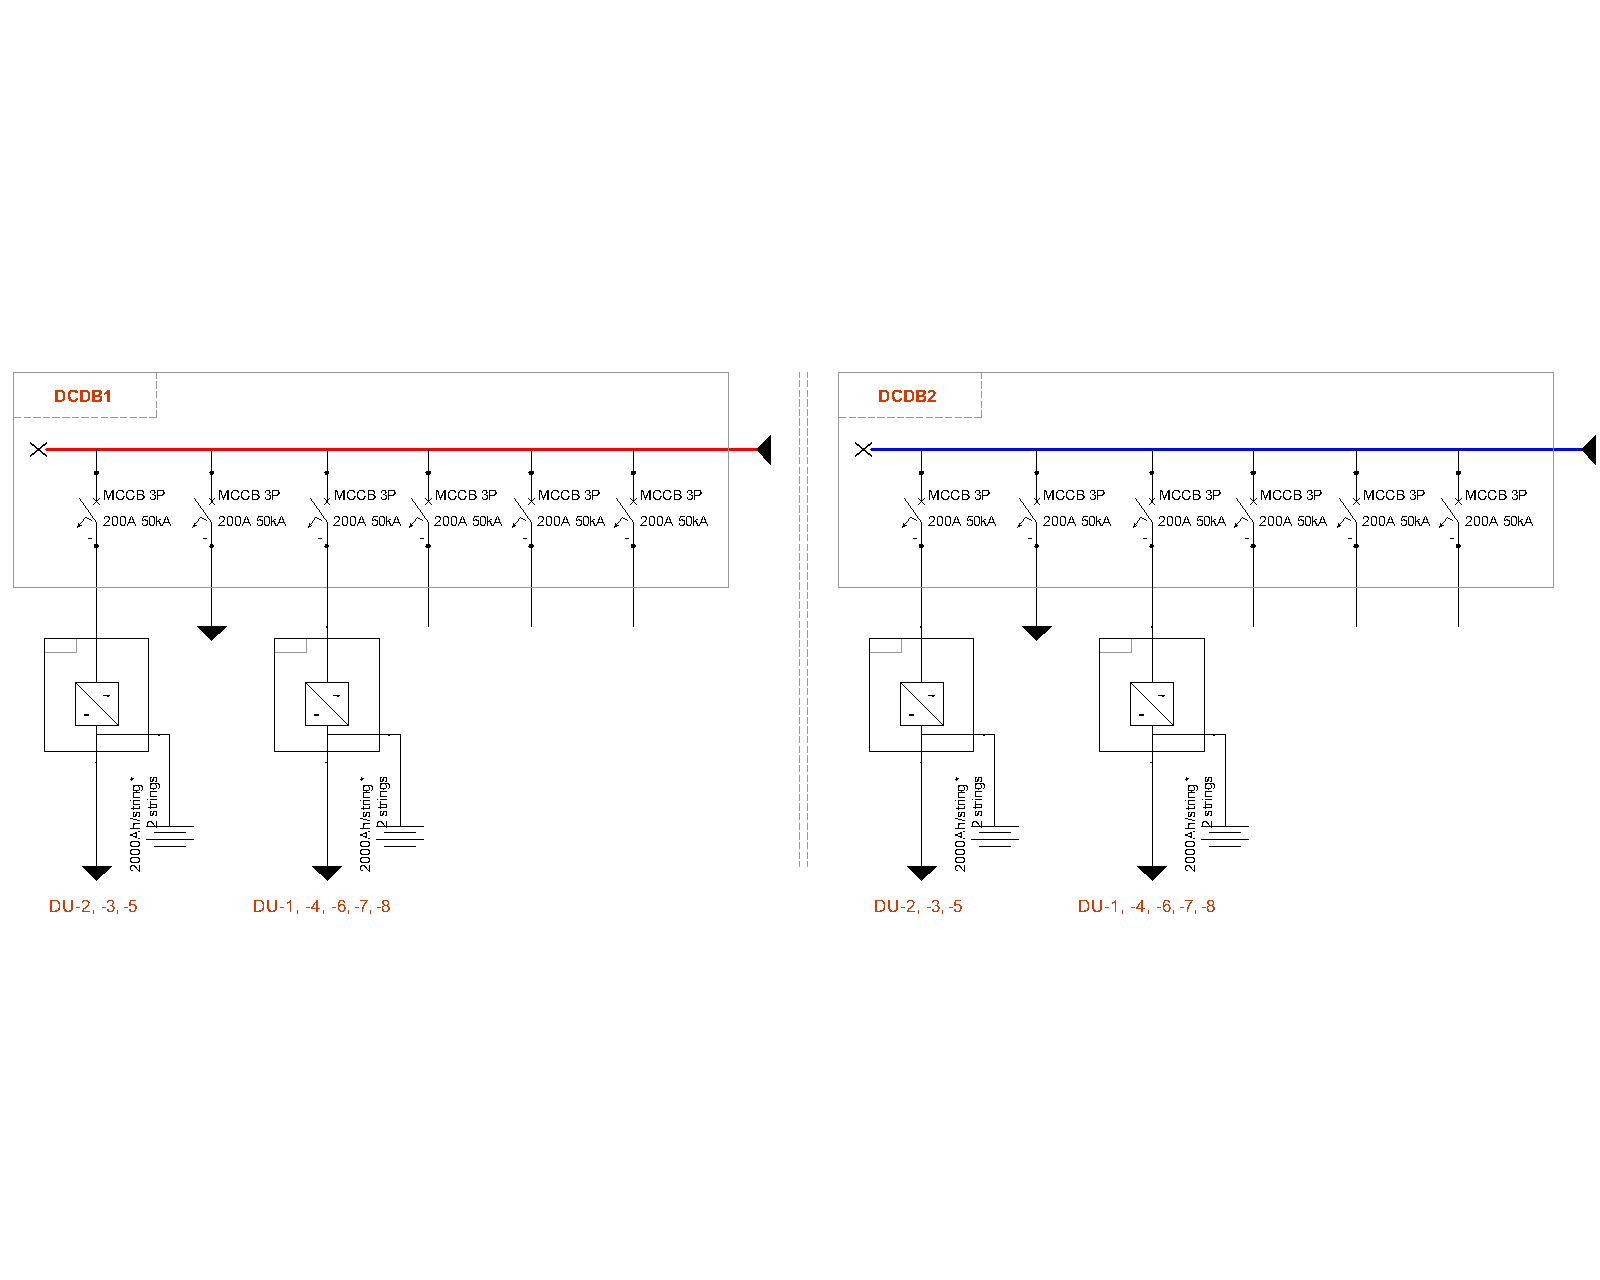 DCDB1
MCCB 3P
200A 50kA
MCCB 3P
200A 50kA
MCCB 3P
200A 50kA
MCCB 3P
200A 50kA
MCCB 3P
200A 50kA
MCCB 3P
200A 50kA
2000Ah/string*
2 strings
2000Ah/string*
2 strings
DU-2, -3, -5
DU-1, -4, -6, -7, -8
DCDB2
MCCB 3P
200A 50kA
MCCB 3P
200A 50kA
MCCB 3P
200A 50kA
MCCB 3P
200A 50kA
MCCB 3P
200A 50kA
MCCB 3P
200A 50kA
2000Ah/string*
2 strings
2000Ah/string*
2 strings
DU-2, -3, -5
DU-1, -4, -6, -7, -8